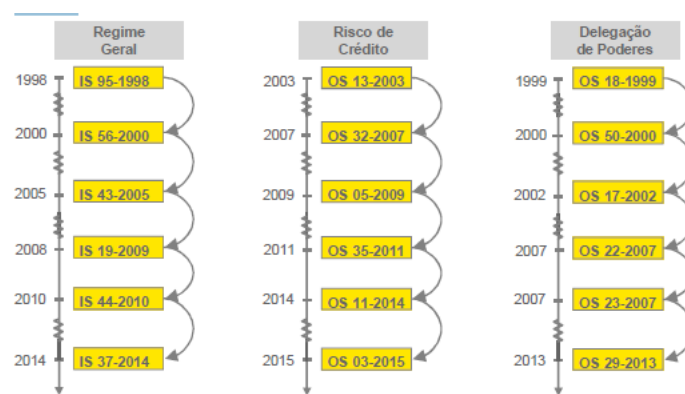 Regime
Geral
1998 IS 95-1998
2000 IS 56-2000
2005 IS 43-2005
2008 IS 19-2009
2010 IS 44-2010
2014 IS 37-2014
Risco de
Crédito
2003 OS 13-2003
2007 OS 32-2007
2009 OS 05-2009
2011 OS 35-2011
2014 OS 11-2014
2015 OS 03-2015
Delegação
de Poderes
1999 OS 18-1999
2000 OS 50-2000
2002 OS 17-2002
2007 OS 22-2007
2007 OS 23-2007
2013 OS 29-2013